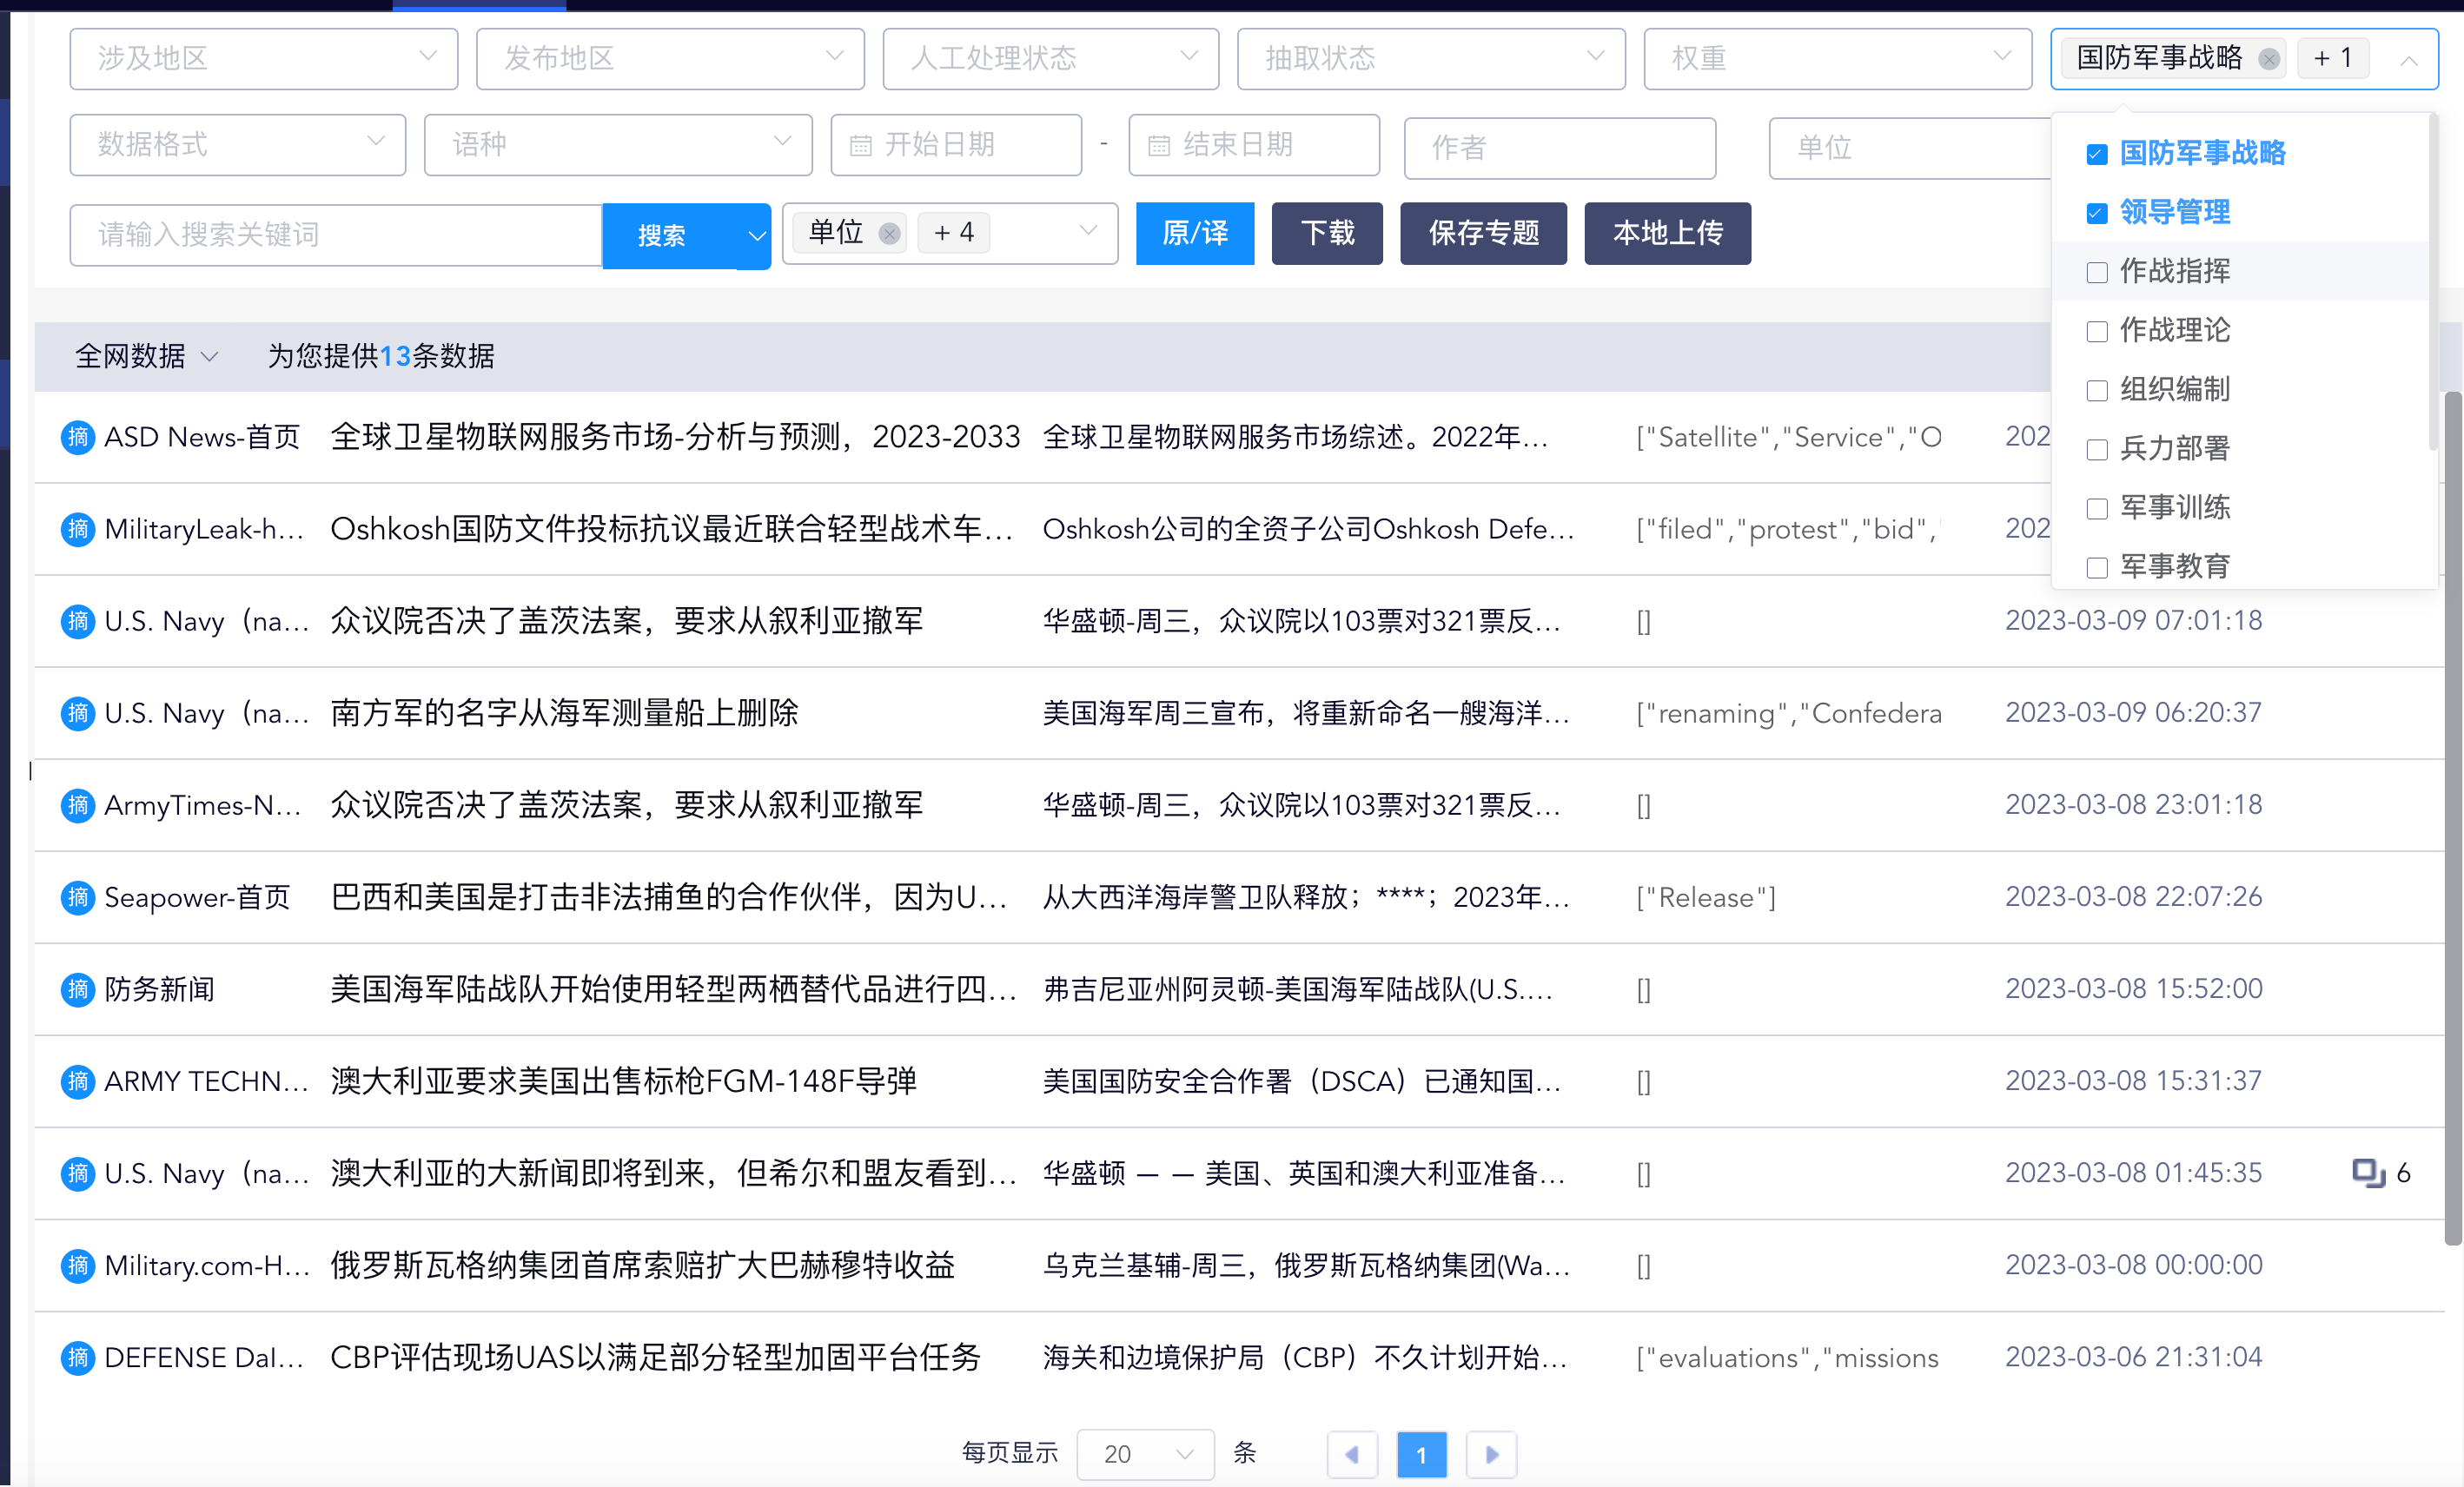 涉及地区 发布地区 人工处理状态 抽取状态 权重 国防军事战略 + 1
数据格式 语种 开始日期 - 结束日期 作者 单位
请输入搜索关键词 搜索 单位 + 4 原/译 下载 保存专题 本地上传
国防军事战略
领导管理
作战指挥
作战理论
组织编制
兵力部署
军事训练
军事教育
全网数据 为您提供13条数据
摘 ASD News-首页 全球卫星物联网服务市场-分析与预测，2023-2033 全球卫星物联网服务市场综述。2022年... ["Satellite","Service","O 202
摘 MilitaryLeak-h... Oshkosh国防文件投标抗议最近联合轻型战术车... Oshkosh公司的全资子公司Oshkosh Defe... ["filed","protest","bid", 202
摘 U.S. Navy（na... 众议院否决了盖茨法案，要求从叙利亚撤军 华盛顿-周三，众议院以103票对321票反... [] 2023-03-09 07:01:18
摘 U.S. Navy（na... 南方军的名字从海军测量船上删除 美国海军周三宣布，将重新命名一艘海洋... ["renaming","Confedera 2023-03-09 06:20:37
摘 ArmyTimes-N... 众议院否决了盖茨法案，要求从叙利亚撤军 华盛顿-周三，众议院以103票对321票反... [] 2023-03-08 23:01:18
摘 Seapower-首页 巴西和美国是打击非法捕鱼的合作伙伴，因为U... 从大西洋海岸警卫队释放；****；2023年... ["Release"] 2023-03-08 22:07:26
摘 防务新闻 美国海军陆战队开始使用轻型两栖替代品进行四... 弗吉尼亚州阿灵顿-美国海军陆战队(U.S.... [] 2023-03-08 15:52:00
摘 ARMY TECHN... 澳大利亚要求美国出售标枪FGM-148F导弹 美国国防安全合作署（DSCA）已通知国... [] 2023-03-08 15:31:37
摘 U.S. Navy（na... 澳大利亚的大新闻即将到来，但希尔和盟友看到... 华盛顿 — — 美国、英国和澳大利亚准备... [] 2023-03-08 01:45:35 6
摘 Military.com-H... 俄罗斯瓦格纳集团首席索赔扩大巴赫穆特收益 乌克兰基辅-周三，俄罗斯瓦格纳集团(Wa... [] 2023-03-08 00:00:00
摘 DEFENSE Dal... CBP评估现场UAS以满足部分轻型加固平台任务 海关和边境保护局（CBP）不久计划开始... ["evaluations","missions 2023-03-06 21:31:04
每页显示 20 条 1